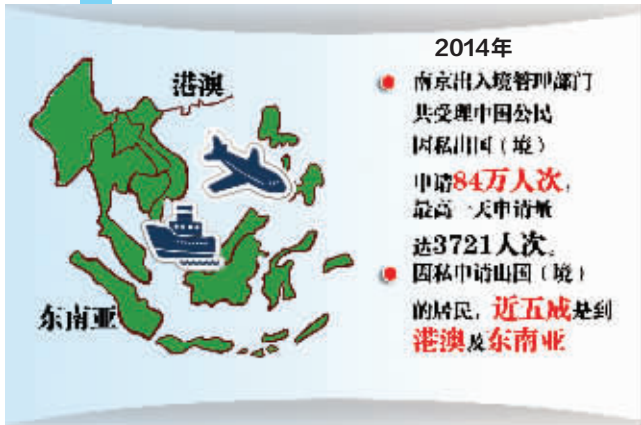 港澳
东南亚
2014年
南京出入境管理部门
共受理中国公民
因私出国（境）
申请84万人次，
最高一天申请量
达3721人次。
因私申请出国（境）
的居民，近五成是到
港澳及东南亚